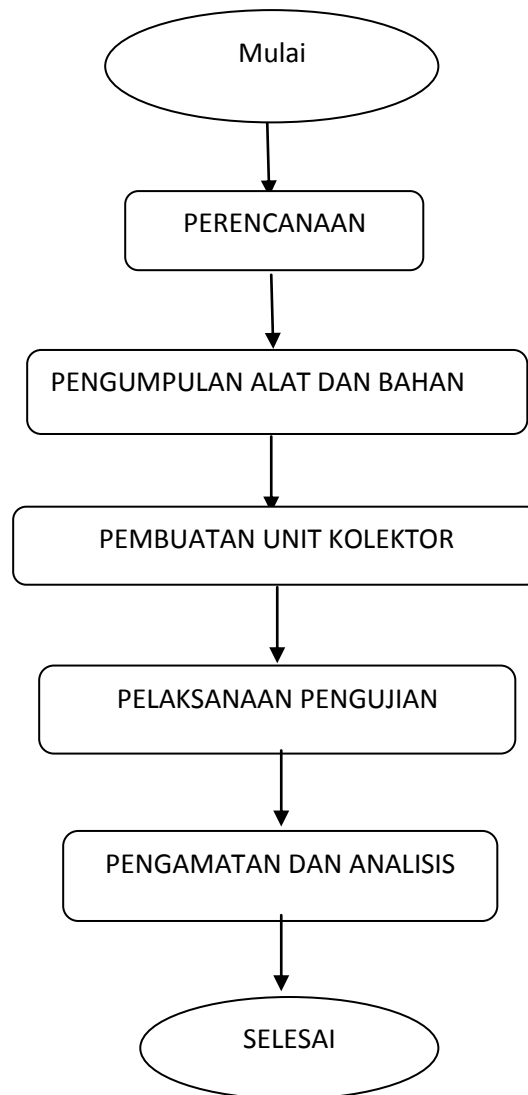 Mulai
PERENCANAAN
PENGUMPULAN ALAT DAN BAHAN
PEMBUATAN UNIT KOLEKTOR
PELAKSANAAN PENGUJIAN
PENGAMATAN DAN ANALISIS
SELESAI